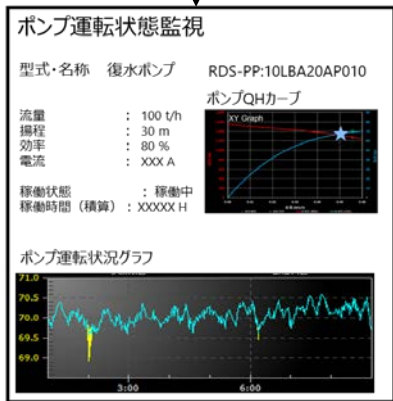 ポンプ運転状態監視
型式・名称 復水ポンプ RDS-PP:10LBA20AP010
ポンプQHカーブ
流量 : 100 t/h
揚程 : 30 m
効率 : 80 %
電流 : XXX A
稼働状態 : 稼働中
稼働時間（積算） : XXXXX H
XY Graph
ポンプ運転状況グラフ
71.0
70.5
70.0
69.5
69.0
3:00 6:00